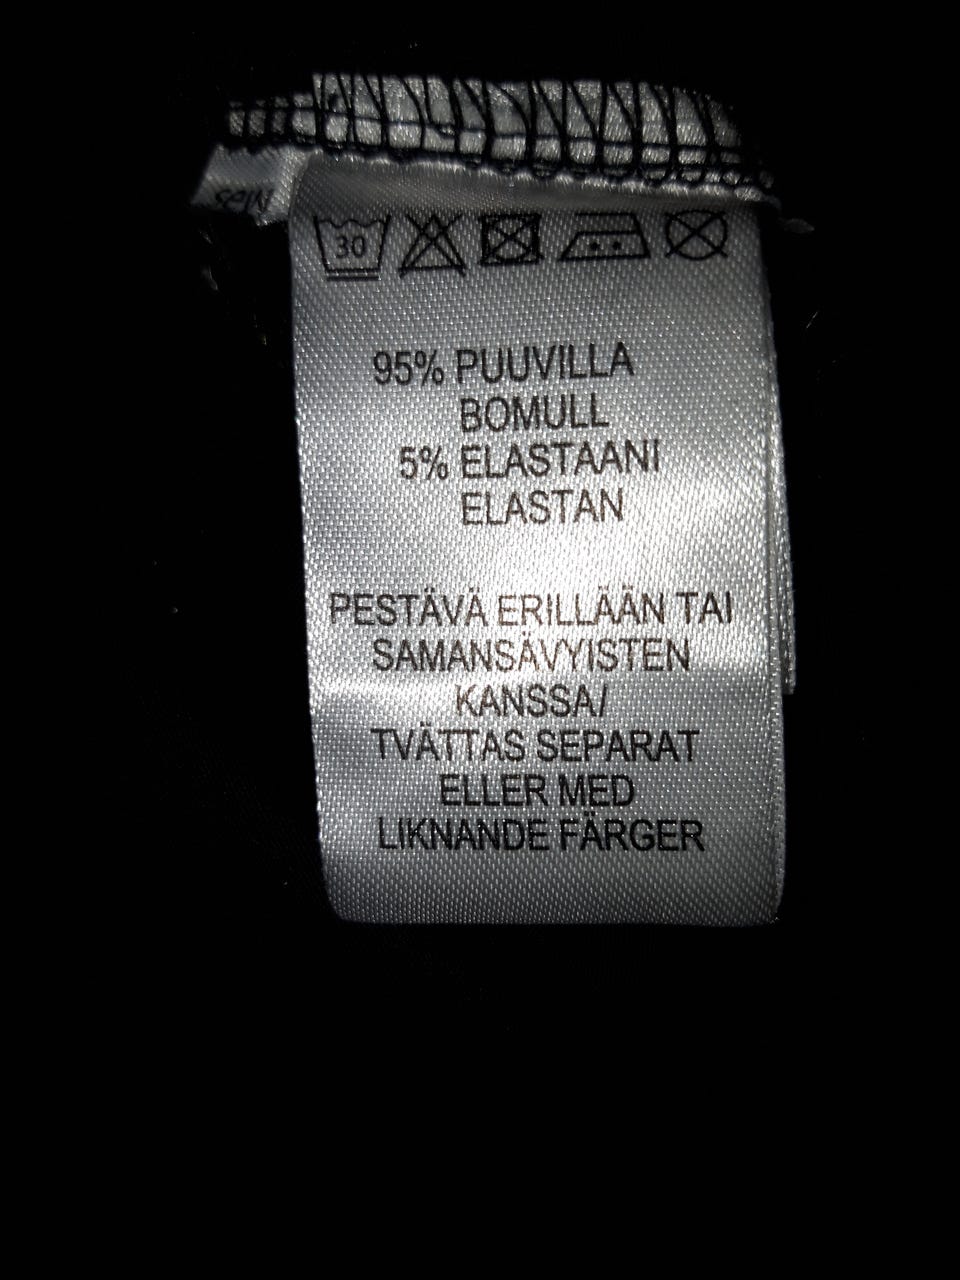 30
95% PUUVILLA
BOMULL
5% ELASTAANI
ELASTAN
PESTÄVÄ ERILLÄÄN TAI
SAMANSÄVYISTEN
KANSSA/
TVÄTTAS SEPARAT
ELLER MED
LIKNANDE FÄRGER